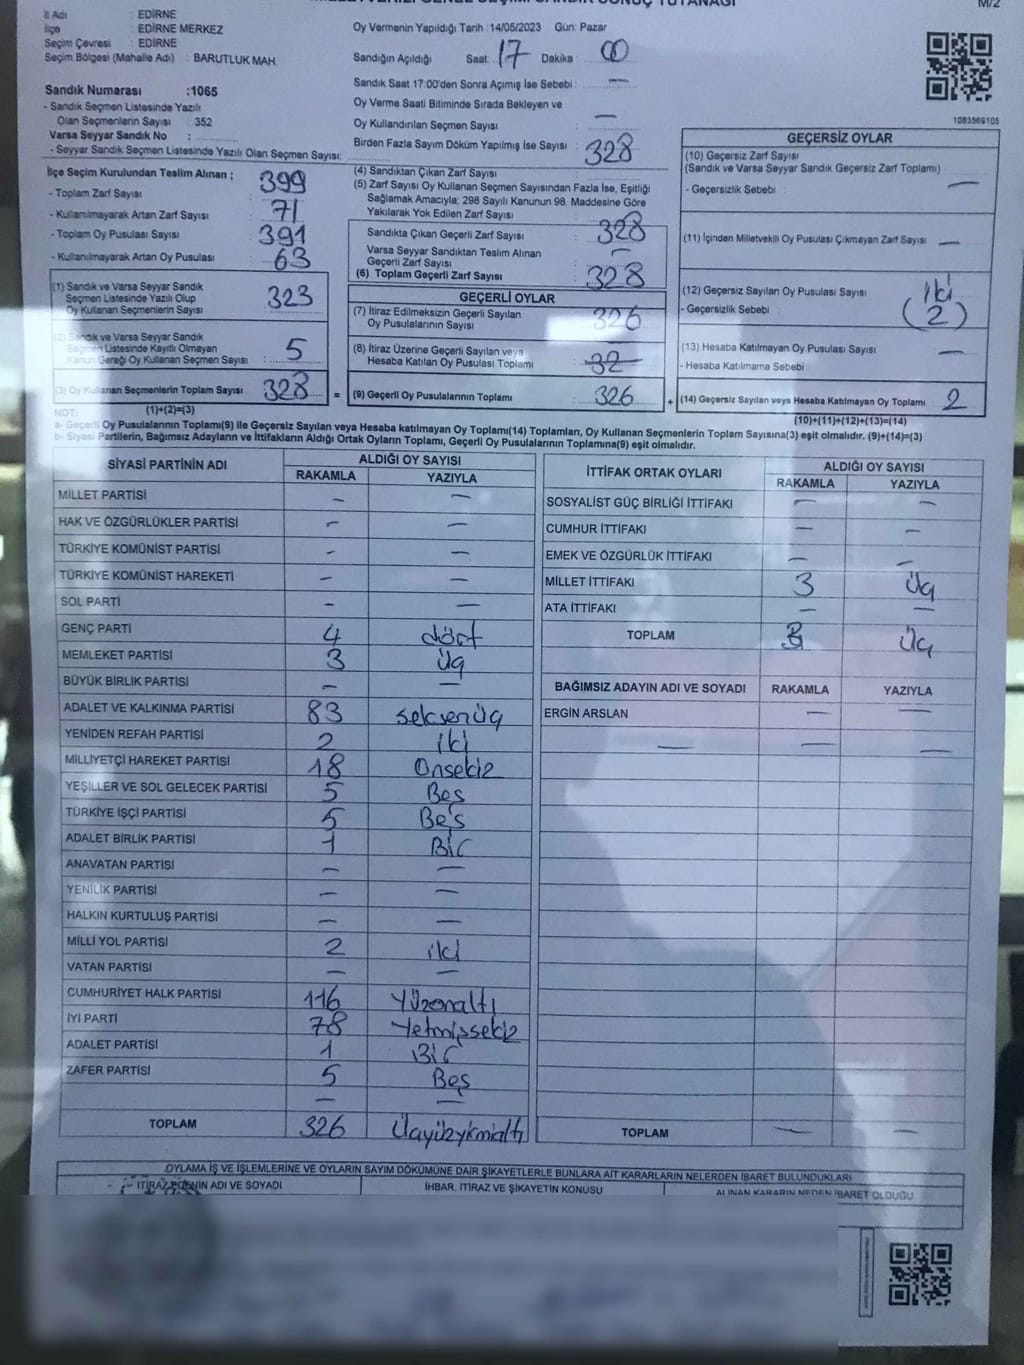 M/2
İl Adı : EDİRNE
İlçe : EDİRNE MERKEZ
Seçim Çevresi : EDİRNE
Seçim Bölgesi (Mahalle Adı) : BARUTLUK MAH.
Sandık Numarası :1065
- Sandık Seçmen Listesinde Yazılı
Olan Seçmenlerin Sayısı : 352
Varsa Seyyar Sandık No :
- Seyyar Sandık Seçmen Listesinde Yazılı Olan Seçmen Sayısı:
Oy Vermenin Yapıldığı Tarih :14/05/2023 Gün: Pazar
Sandığın Açıldığı Saat 17 Dakika : 00
Sandık Saat 17:00'den Sonra Açılmış İse Sebebi : —
Oy Verme Saati Bitiminde Sırada Bekleyen ve
Oy Kullandırılan Seçmen Sayısı —
Birden Fazla Sayım Döküm Yapılmış İse Sayısı :
1083569105
İlçe Seçim Kurulundan Teslim Alınan ;
- Toplam Zarf Sayısı : 399
- Kullanılmayarak Artan Zarf Sayısı : 71
- Toplam Oy Pusulası Sayısı : 391
- Kullanılmayarak Artan Oy Pusulası : 63
(1) Sandık ve Varsa Seyyar Sandık
Seçmen Listesinde Yazılı Olup
Oy Kullanan Seçmenlerin Sayısı : 323
(2) Sandık ve Varsa Seyyar Sandık
Seçmen Listesinde Kayıtlı Olmayan
Kanun Gereği Oy Kullanan Seçmen Sayısı : 5
(3) Oy Kullanan Seçmenlerin Toplam Sayısı : 328
(1)+(2)=(3)
(4) Sandıktan Çıkan Zarf Sayısı : 328
(5) Zarf Sayısı Oy Kullanan Seçmen Sayısından Fazla İse, Eşitliği
Sağlamak Amacıyla; 298 Sayılı Kanunun 98. Maddesine Göre
Yakılarak Yok Edilen Zarf Sayısı :
Sandıkta Çıkan Geçerli Zarf Sayısı : 328
Varsa Seyyar Sandıktan Teslim Alınan
Geçerli Zarf Sayısı : —
(6) Toplam Geçerli Zarf Sayısı : 328
GEÇERLİ OYLAR
(7) İtiraz Edilmeksizin Geçerli Sayılan
Oy Pusulalarının Sayısı : 326
(8) İtiraz Üzerine Geçerli Sayılan veya
Hesaba Katılan Oy Pusulası Toplamı :
= (9) Geçerli Oy Pusulalarının Toplamı : 326
GEÇERSİZ OYLAR
(10) Geçersiz Zarf Sayısı
(Sandık ve Varsa Seyyar Sandık Geçersiz Zarf Toplamı)
- Geçersizlik Sebebi : —
(11) İçinden Milletvekili Oy Pusulası Çıkmayan Zarf Sayısı : —
(12) Geçersiz Sayılan Oy Pusulası Sayısı : iki
- Geçersizlik Sebebi (2)
(13) Hesaba Katılmayan Oy Pusulası Sayısı : —
- Hesaba Katılmama Sebebi
+ (14) Geçersiz Sayılan veya Hesaba Katılmayan Oy Toplamı : 2
(10)+(11)+(12)+(13)=(14)
NOT:
a- Geçerli Oy Pusulasının Toplamı(9) ile Geçersiz Sayılan veya Hesaba katılmayan Oy Toplamı(14) Toplamları, Oy Kullanan Seçmenlerin Toplam Sayısına(3) eşit olmalıdır. (9)+(14)=(3)
b- Siyasi Partilerin, Bağımsız Adayların ve İttifakların Aldığı Ortak Oyların Toplamı, Geçerli Oy Pusulalarının Toplamına(9) eşit olmalıdır.
SİYASİ PARTİNİN ADI ALDIĞI OY SAYISI
RAKAMLA YAZIYLA
MİLLET PARTİSİ — —
HAK VE ÖZGÜRLÜKLER PARTİSİ — —
TÜRKİYE KOMÜNİST PARTİSİ — —
TÜRKİYE KOMÜNİST HAREKETİ — —
SOL PARTİ — —
GENÇ PARTİ 4 dört
MEMLEKET PARTİSİ 3 üç
BÜYÜK BİRLİK PARTİSİ — —
ADALET VE KALKINMA PARTİSİ 83 seksenüç
YENİDEN REFAH PARTİSİ 2 iki
MİLLİYETÇİ HAREKET PARTİSİ 18 Onsekiz
YEŞİLLER VE SOL GELECEK PARTİSİ 5 Beş
TÜRKİYE İŞÇİ PARTİSİ 5 Beş
ADALET BİRLİK PARTİSİ 1 Bir
ANAVATAN PARTİSİ — —
YENİLİK PARTİSİ — —
HALKIN KURTULUŞ PARTİSİ — —
MİLLİ YOL PARTİSİ 2 iki
VATAN PARTİSİ — —
CUMHURİYET HALK PARTİSİ 116 Yüzonaltı
İYİ PARTİ 78 Yetmişsekiz
ADALET PARTİSİ 1 Bir
ZAFER PARTİSİ 5 Beş
— —
TOPLAM 326 Üçyüzyirmialtı
İTTİFAK ORTAK OYLARI ALDIĞI OY SAYISI
RAKAMLA YAZIYLA
SOSYALİST GÜÇ BİRLİĞİ İTTİFAKI — —
CUMHUR İTTİFAKI — —
EMEK VE ÖZGÜRLÜK İTTİFAKI — —
MİLLET İTTİFAKI 3 üç
ATA İTTİFAKI — —
TOPLAM 3 üç
BAĞIMSIZ ADAYIN ADI VE SOYADI RAKAMLA YAZIYLA
ERGİN ARSLAN — —
— — —
TOPLAM — —
OYLAMA İŞ VE İŞLEMLERİNE VE OYLARIN SAYIM DÖKÜMÜNE DAİR ŞİKAYETLERLE BUNLARA AİT KARARLARIN NELERDEN İBARET BULUNDUKLARI
İTİRAZ EDENİN ADI VE SOYADI İHBAR, İTİRAZ VE ŞİKAYETİN KONUSU ALINAN KARARIN NEDEN İBARET OLDUĞU